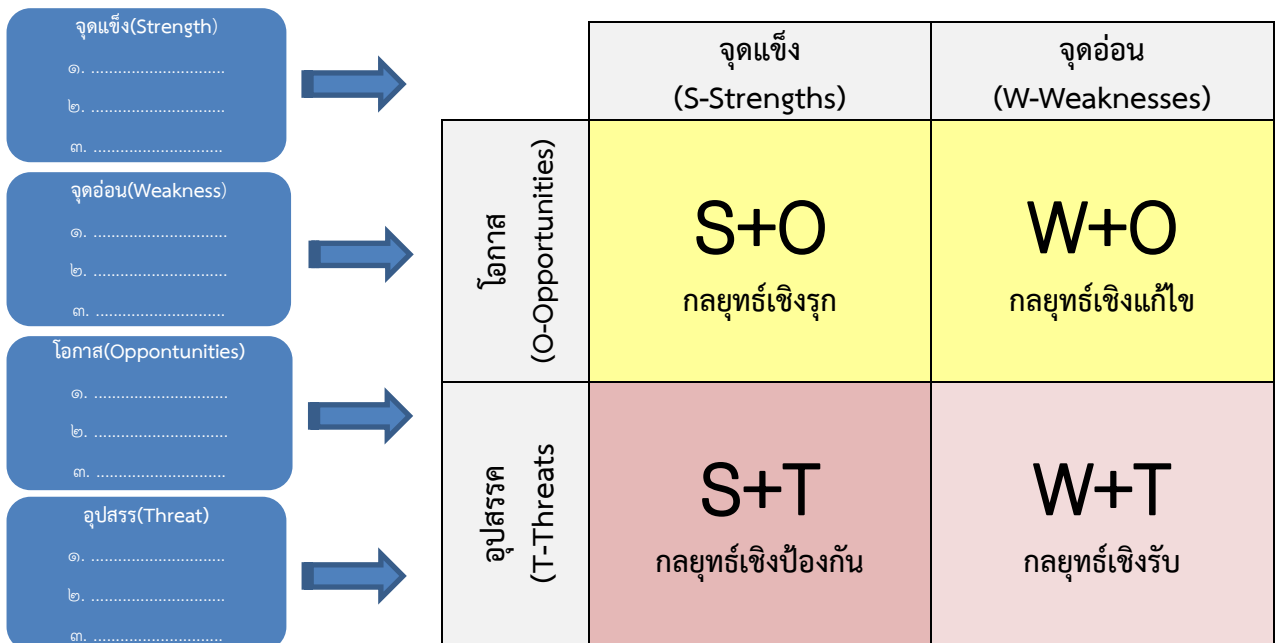 จุดแข็ง(Strength)
๑. ..............................
๒. ..............................
๓. .............................
จุดอ่อน(Weakness)
๑. ..............................
๒. ..............................
๓. .............................
โอกาส(Oppontunities)
๑. ..............................
๒. ..............................
๓. .............................
อุปสรร(Threat)
๑. ..............................
๒. ..............................
๓. .............................
จุดแข็ง
(S-Strengths)
จุดอ่อน
(W-Weaknesses)
โอกาส
(O-Opportunities)
S+O
กลยุทธ์เชิงรุก
W+O
กลยุทธ์เชิงแก้ไข
อุปสรรค
(T-Threats
S+T
กลยุทธ์เชิงป้องกัน
W+T
กลยุทธ์เชิงรับ